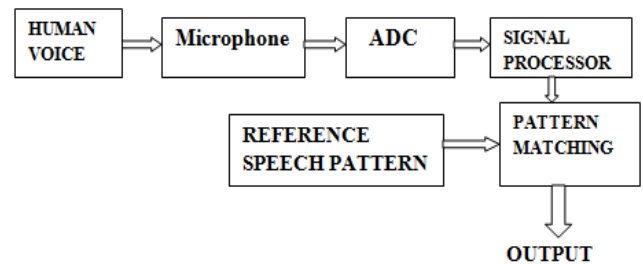 HUMAN
VOICE
Microphone
ADC
SIGNAL
PROCESSOR
REFERENCE
SPEECH PATTERN
PATTERN
MATCHING
OUTPUT